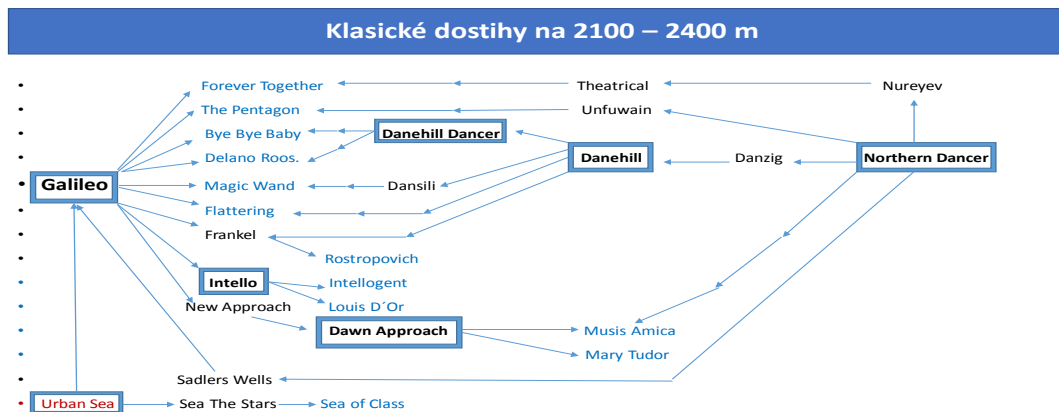 Klasické dostihy na 2100 – 2400 m
• Forever Together Theatrical Nureyev
• The Pentagon Unfuwain
• Bye Bye Baby Danehill Dancer
• Delano Roos. Danehill Danzig Northern Dancer
• Galileo Magic Wand Dansili
• Flattering
• Frankel
• Rostropovich
• Intello Intellogent
• New Approach Louis D´Or
• Dawn Approach Musis Amica
• Mary Tudor
• Sadlers Wells
• Urban Sea Sea The Stars Sea of Class